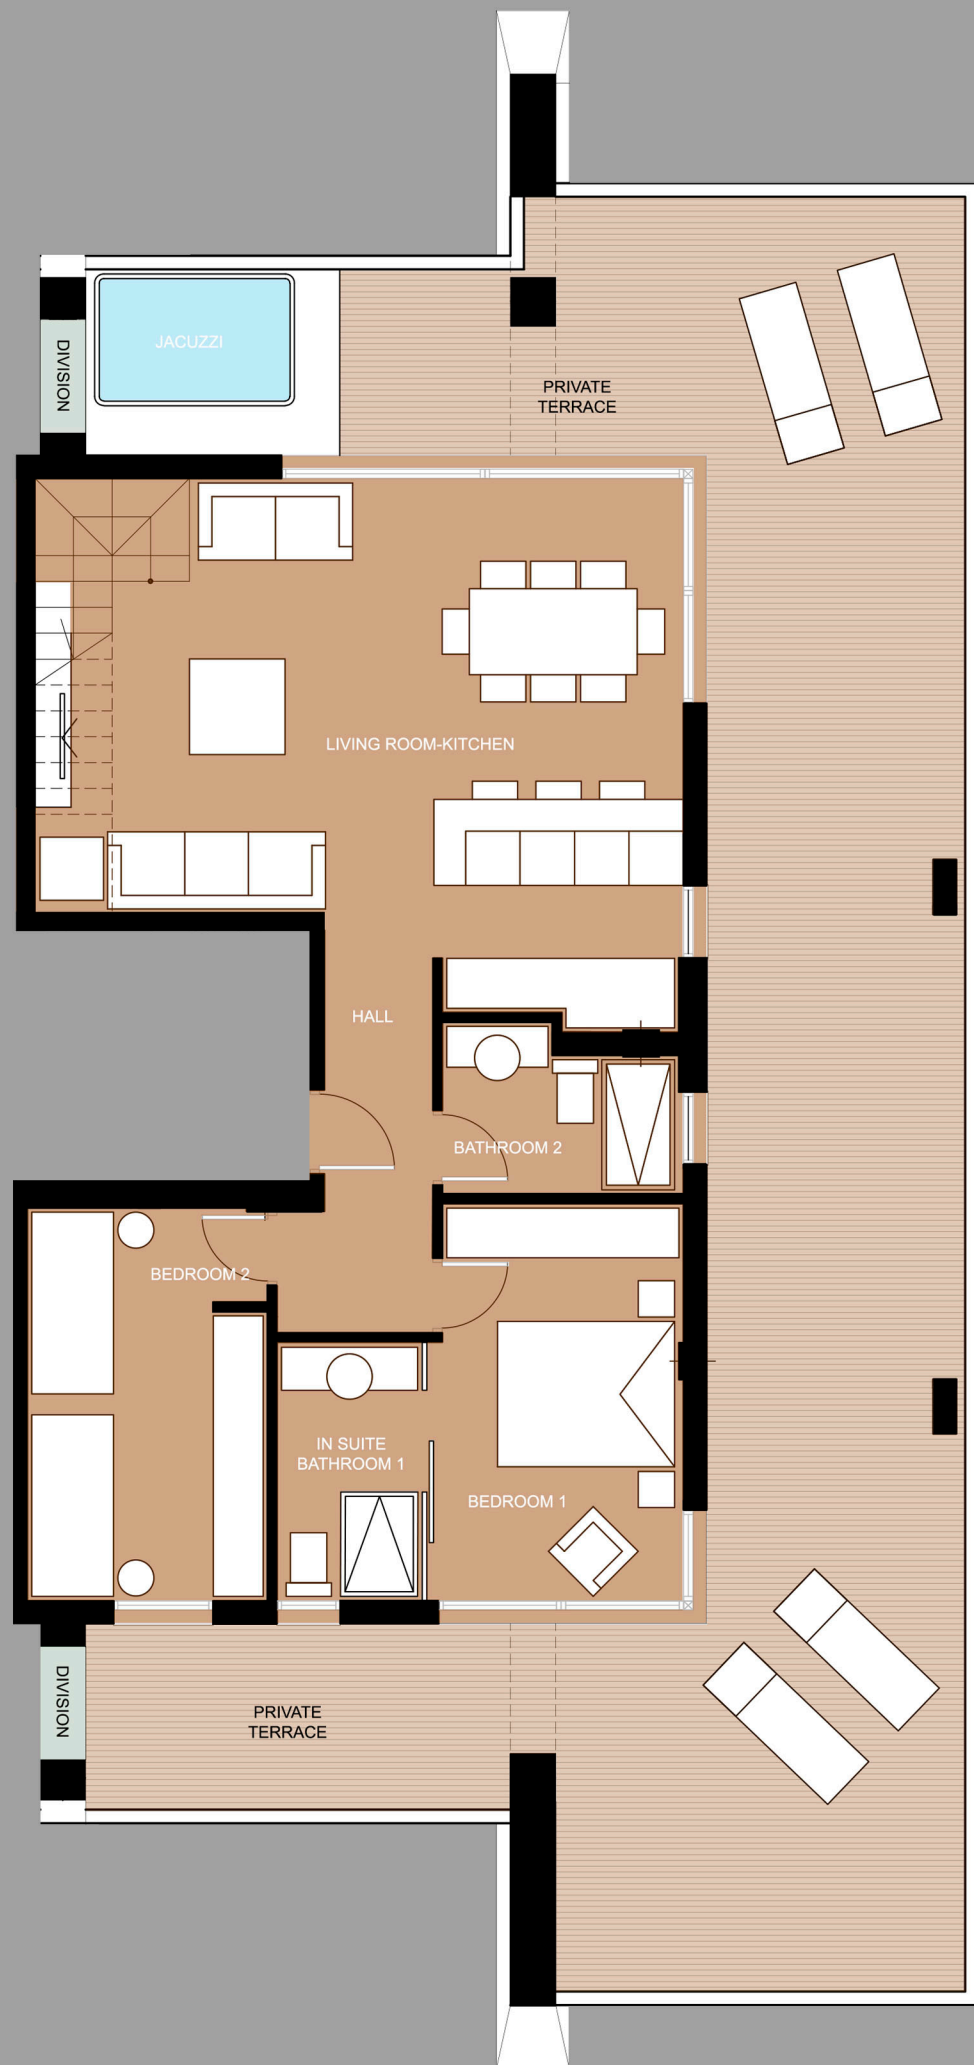 JACUZZI
DIVISION
PRIVATE
TERRACE
LIVING ROOM-KITCHEN
HALL
BATHROOM 2
BEDROOM 2
IN SUITE
BATHROOM 1
BEDROOM 1
DIVISION
PRIVATE
TERRACE